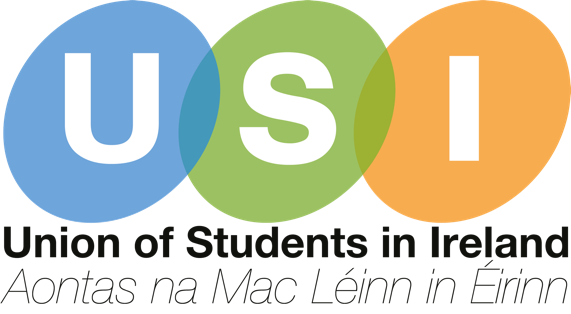 USI
Union of Students in Ireland
Aontas na Mac Léinn in Éirinn